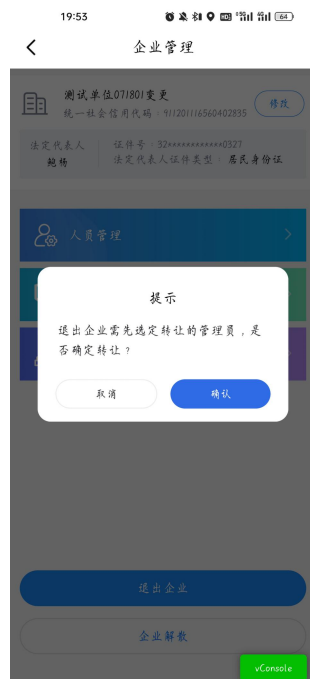 19:53
64
企业管理
测试单位071801变更
统一社会信用代码：911201116560402835
修改
法定代表人
鲍杨
证件号：32************0327
法定代表人证件类型：居民身份证
人员管理
提示
退出企业需先选定转让的管理员，是
否确定转让？
取消
确认
退出企业
企业解散
vConsole